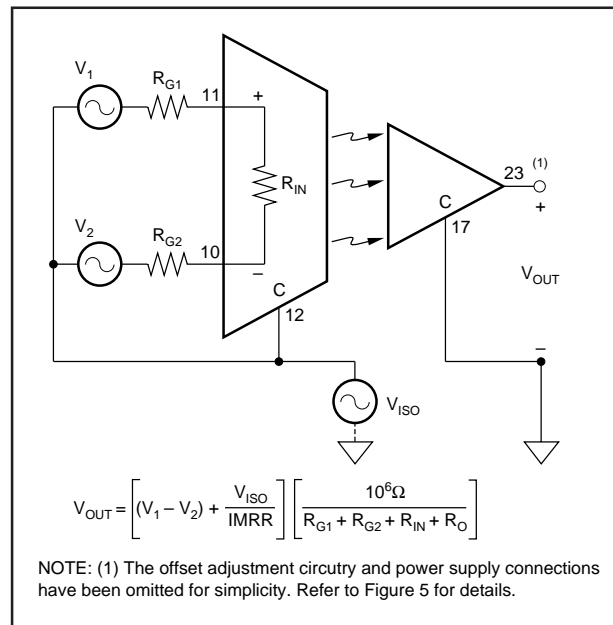 V1
RG1
11
+
RIN
V2
RG2
10
–
C
12
VISO
C
17
23
(1)
+
VOUT
–
VOUT = [(V1 – V2) + VISO / IMRR] [10^6Ω / RG1 + RG2 + RIN + RO]
NOTE: (1) The offset adjustment circutry and power supply connections
have been omitted for simplicity. Refer to Figure 5 for details.